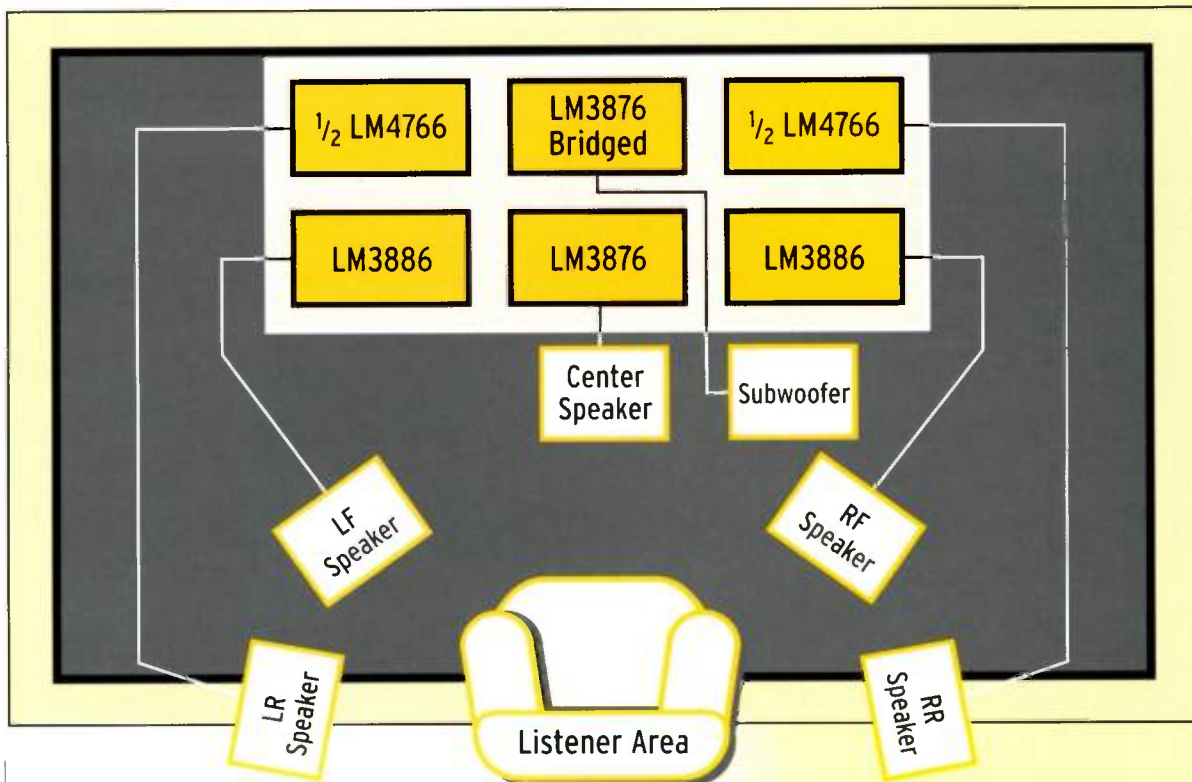 ½ LM4766
LM3876
Bridged
½ LM4766
LM3886
LM3876
LM3886
Center
Speaker
Subwoofer
LF
Speaker
RF
Speaker
LR
Speaker
RR
Speaker
Listener Area